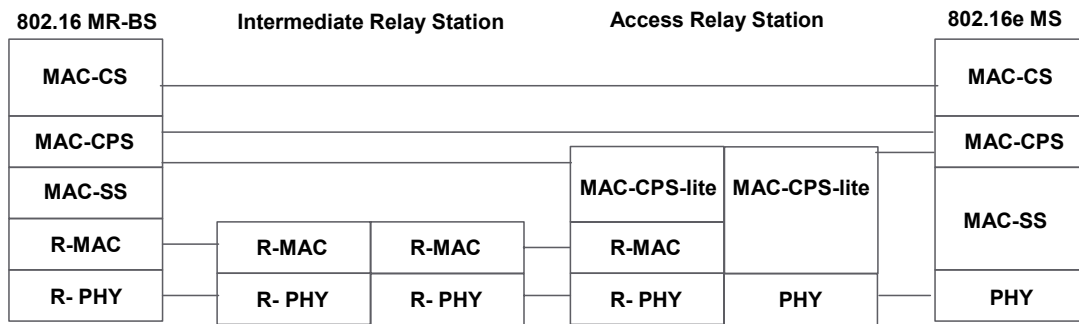 802.16 MR-BS Intermediate Relay Station Access Relay Station 802.16e MS
MAC-CS MAC-CS
MAC-CPS MAC-CPS
MAC-SS MAC-CPS-lite MAC-CPS-lite
MAC-SS
R-MAC R-MAC R-MAC R-MAC
R- PHY R- PHY R- PHY R- PHY PHY PHY